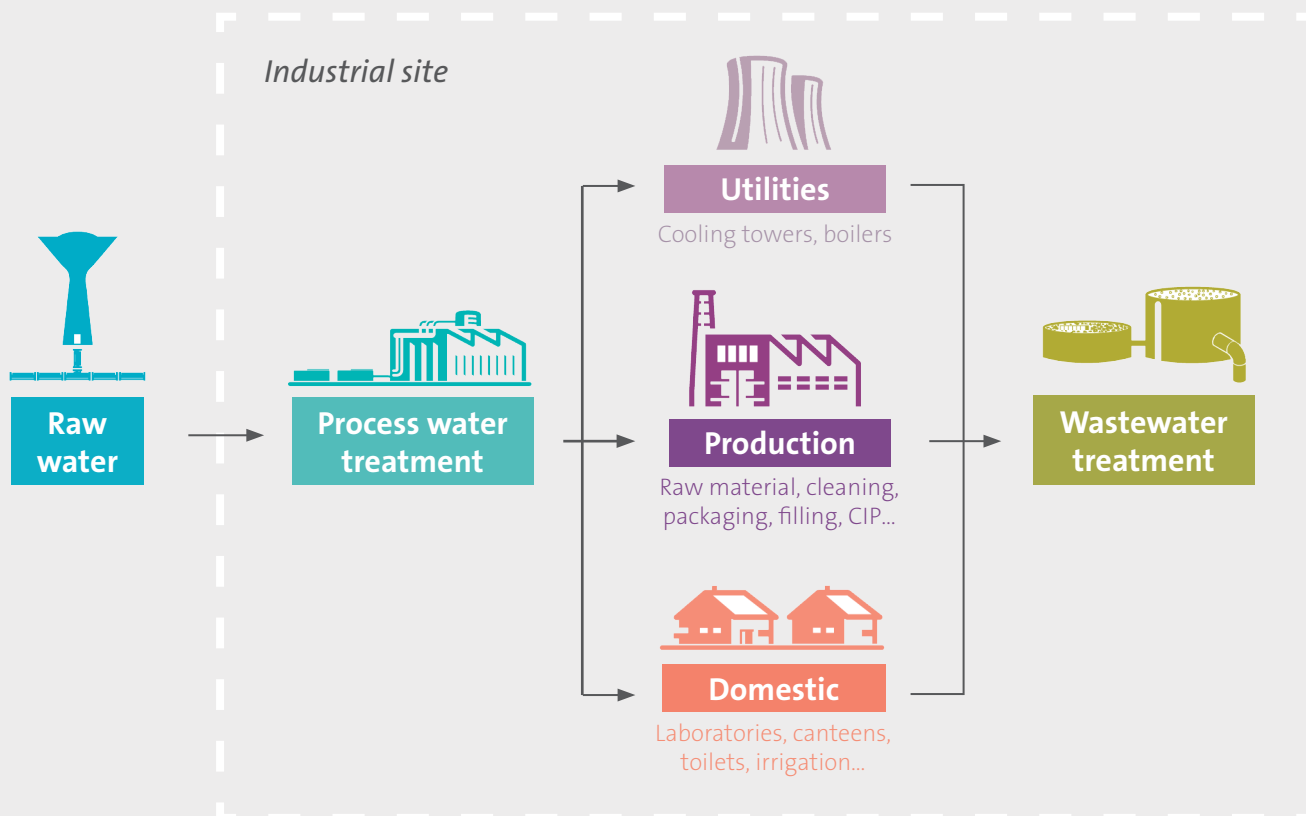 Industrial site
Raw
water
Process water
treatment
Utilities
Cooling towers, boilers
Production
Raw material, cleaning,
packaging, filling, CIP...
Domestic
Laboratories, canteens,
toilets, irrigation...
Wastewater
treatment